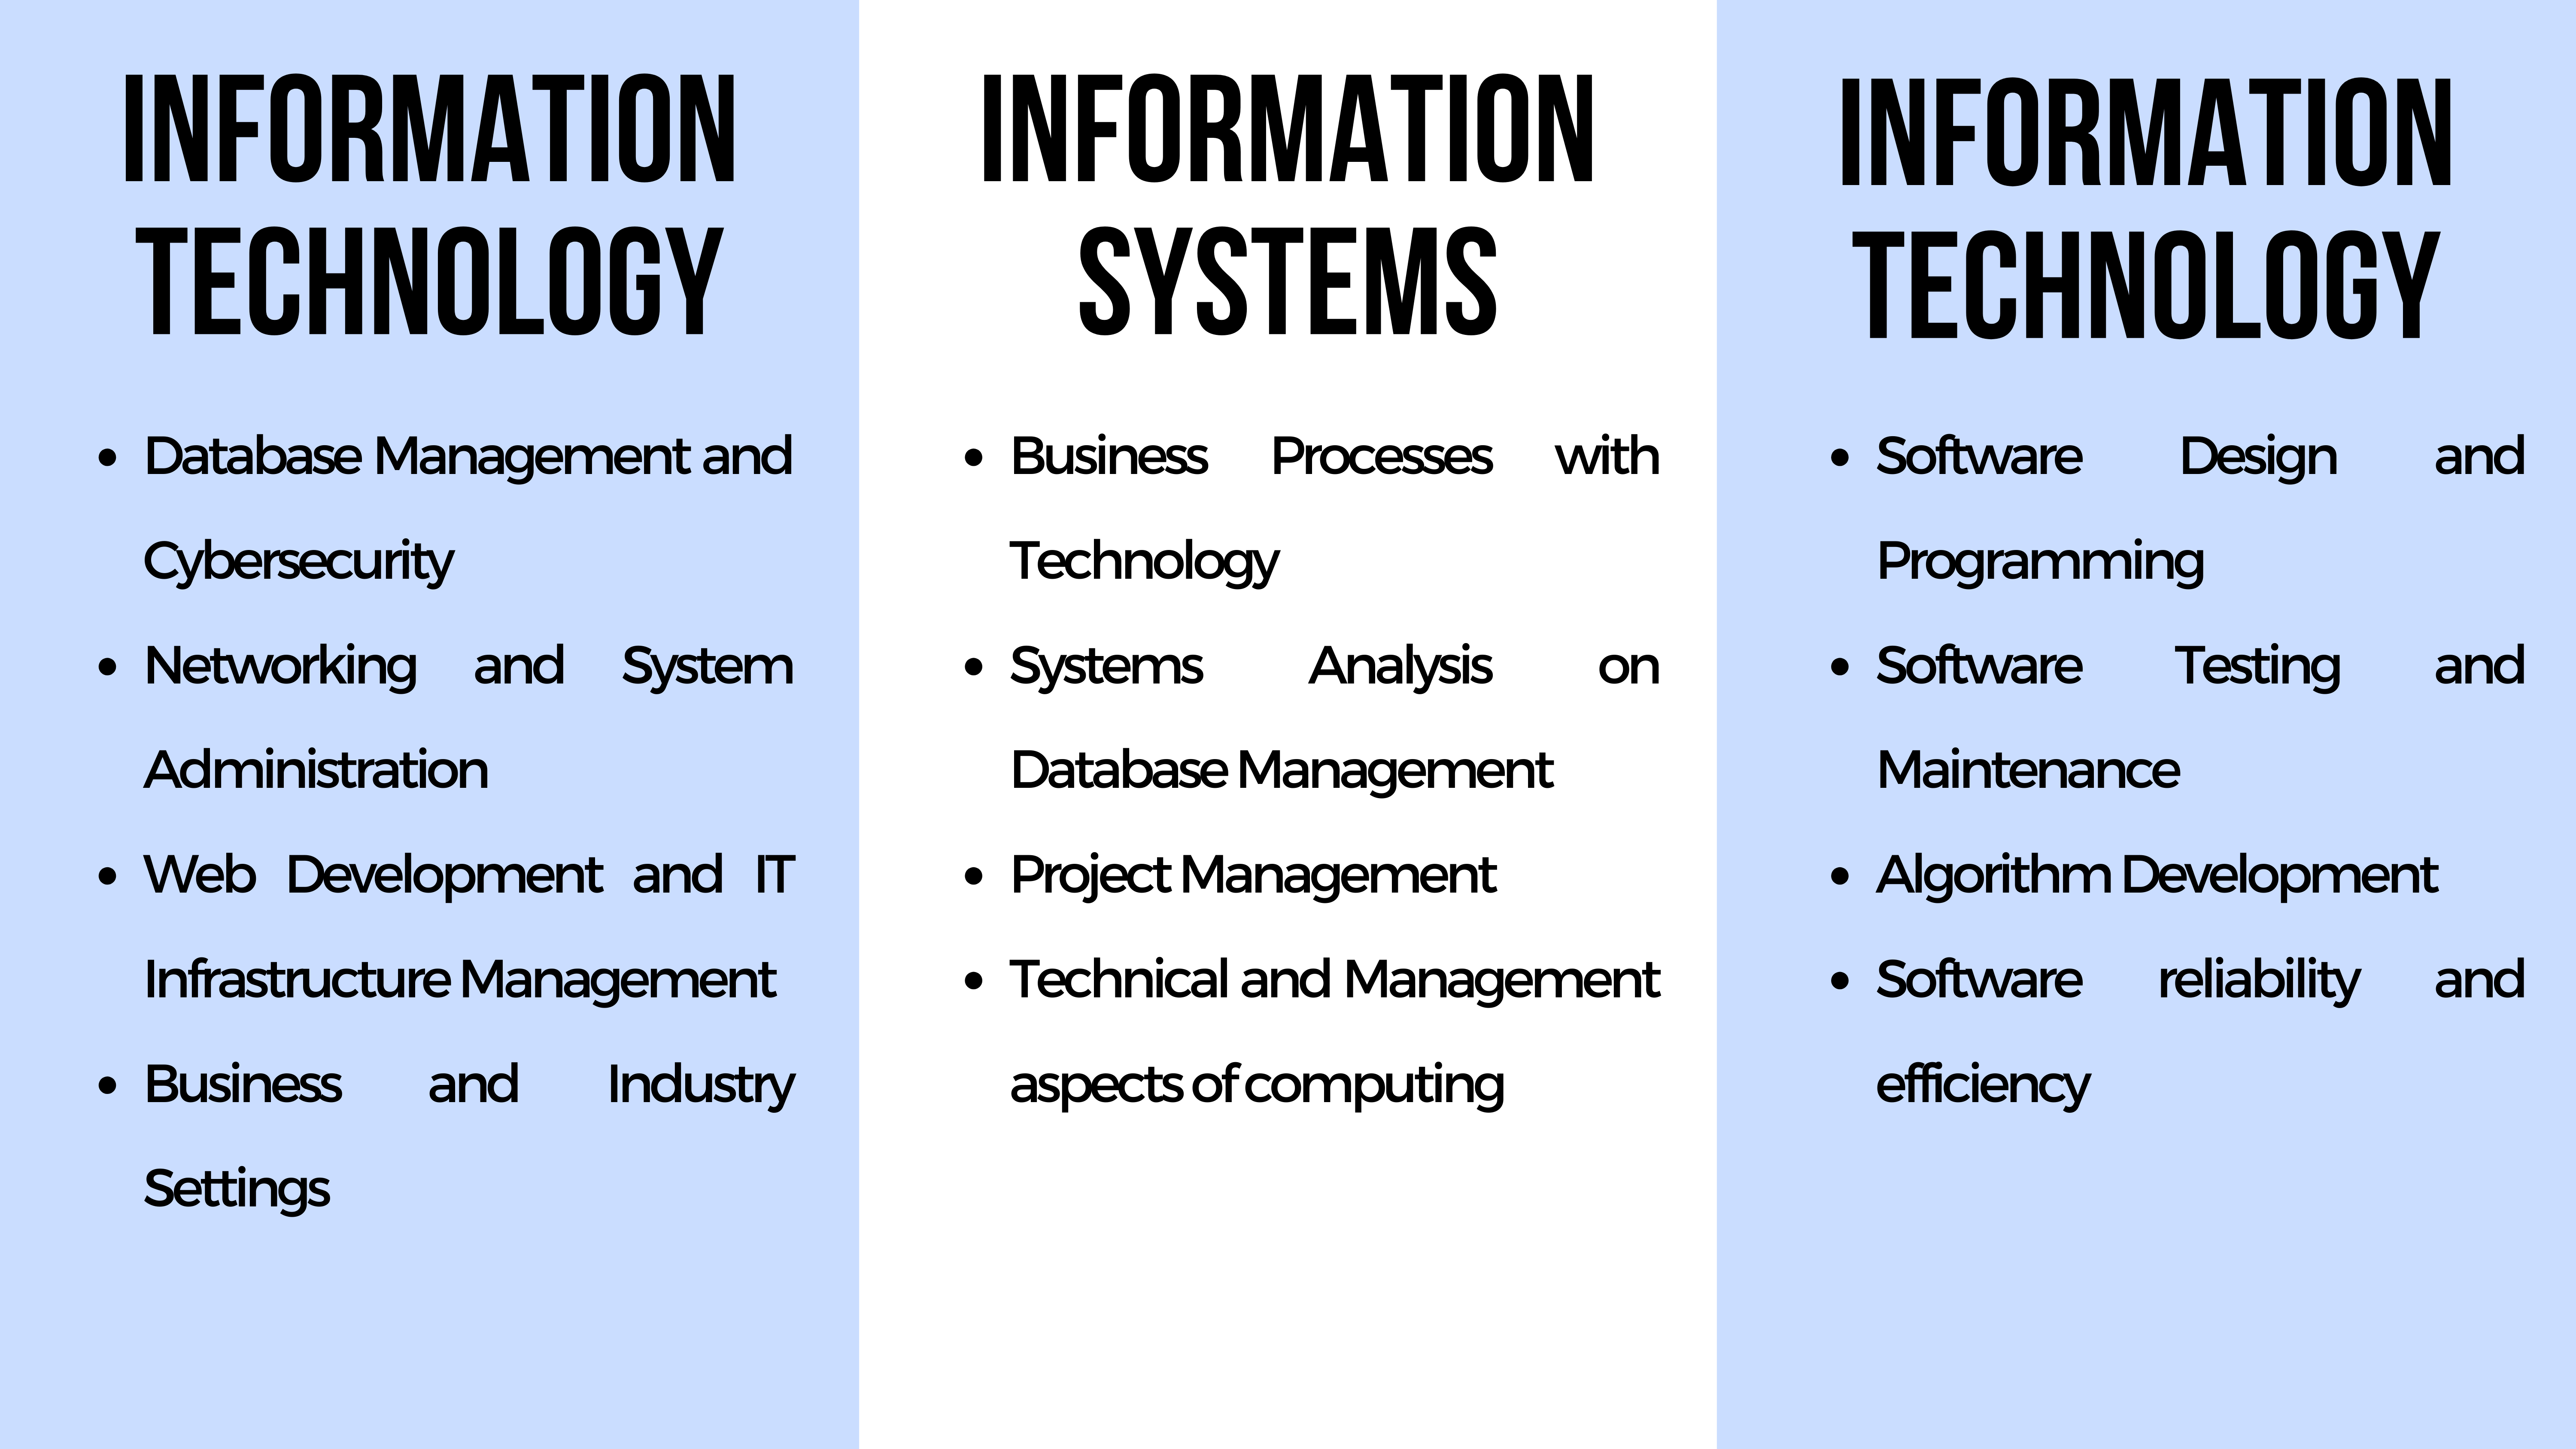 INFORMATION
TECHNOLOGY
• Database Management and
Cybersecurity
• Networking and System
Administration
• Web Development and IT
Infrastructure Management
• Business and Industry
Settings
INFORMATION
SYSTEMS
• Business Processes with
Technology
• Systems Analysis on
Database Management
• Project Management
• Technical and Management
aspects of computing
INFORMATION
TECHNOLOGY
• Software Design and
Programming
• Software Testing and
Maintenance
• Algorithm Development
• Software reliability and
efficiency